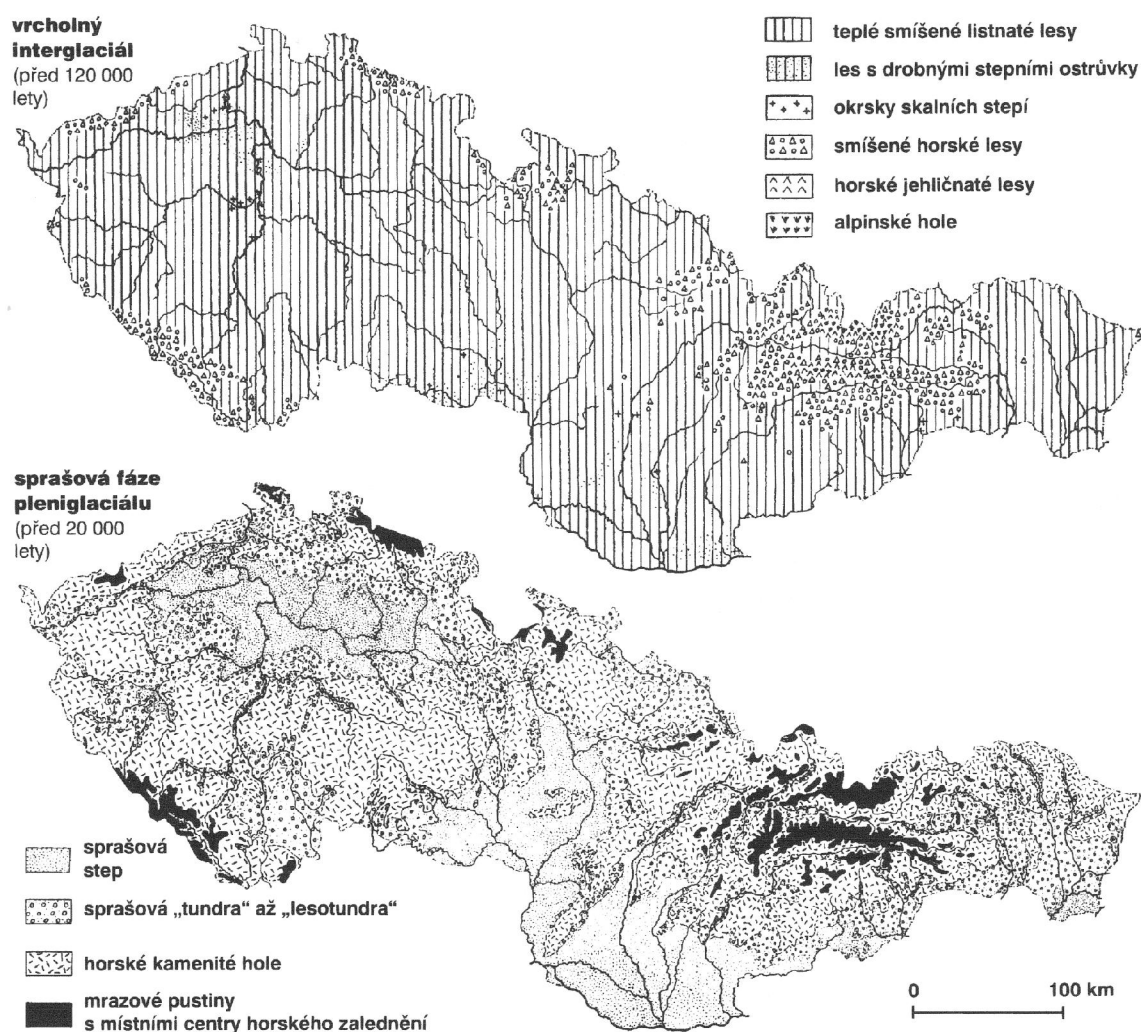 vrcholný
interglaciál
(před 120 000
lety)
teplé smíšené listnaté lesy
les s drobnými stepními ostrůvky
okrsky skalních stepí
smíšené horské lesy
horské jehličnaté lesy
alpinské hole
sprašová fáze
pleniglaciálu
(před 20 000
lety)
sprašová
step
sprašová „tundra“ až „lesotundra“
horské kamenité hole
mrazové pustiny
s místními centry horského zalednění
0 100 km